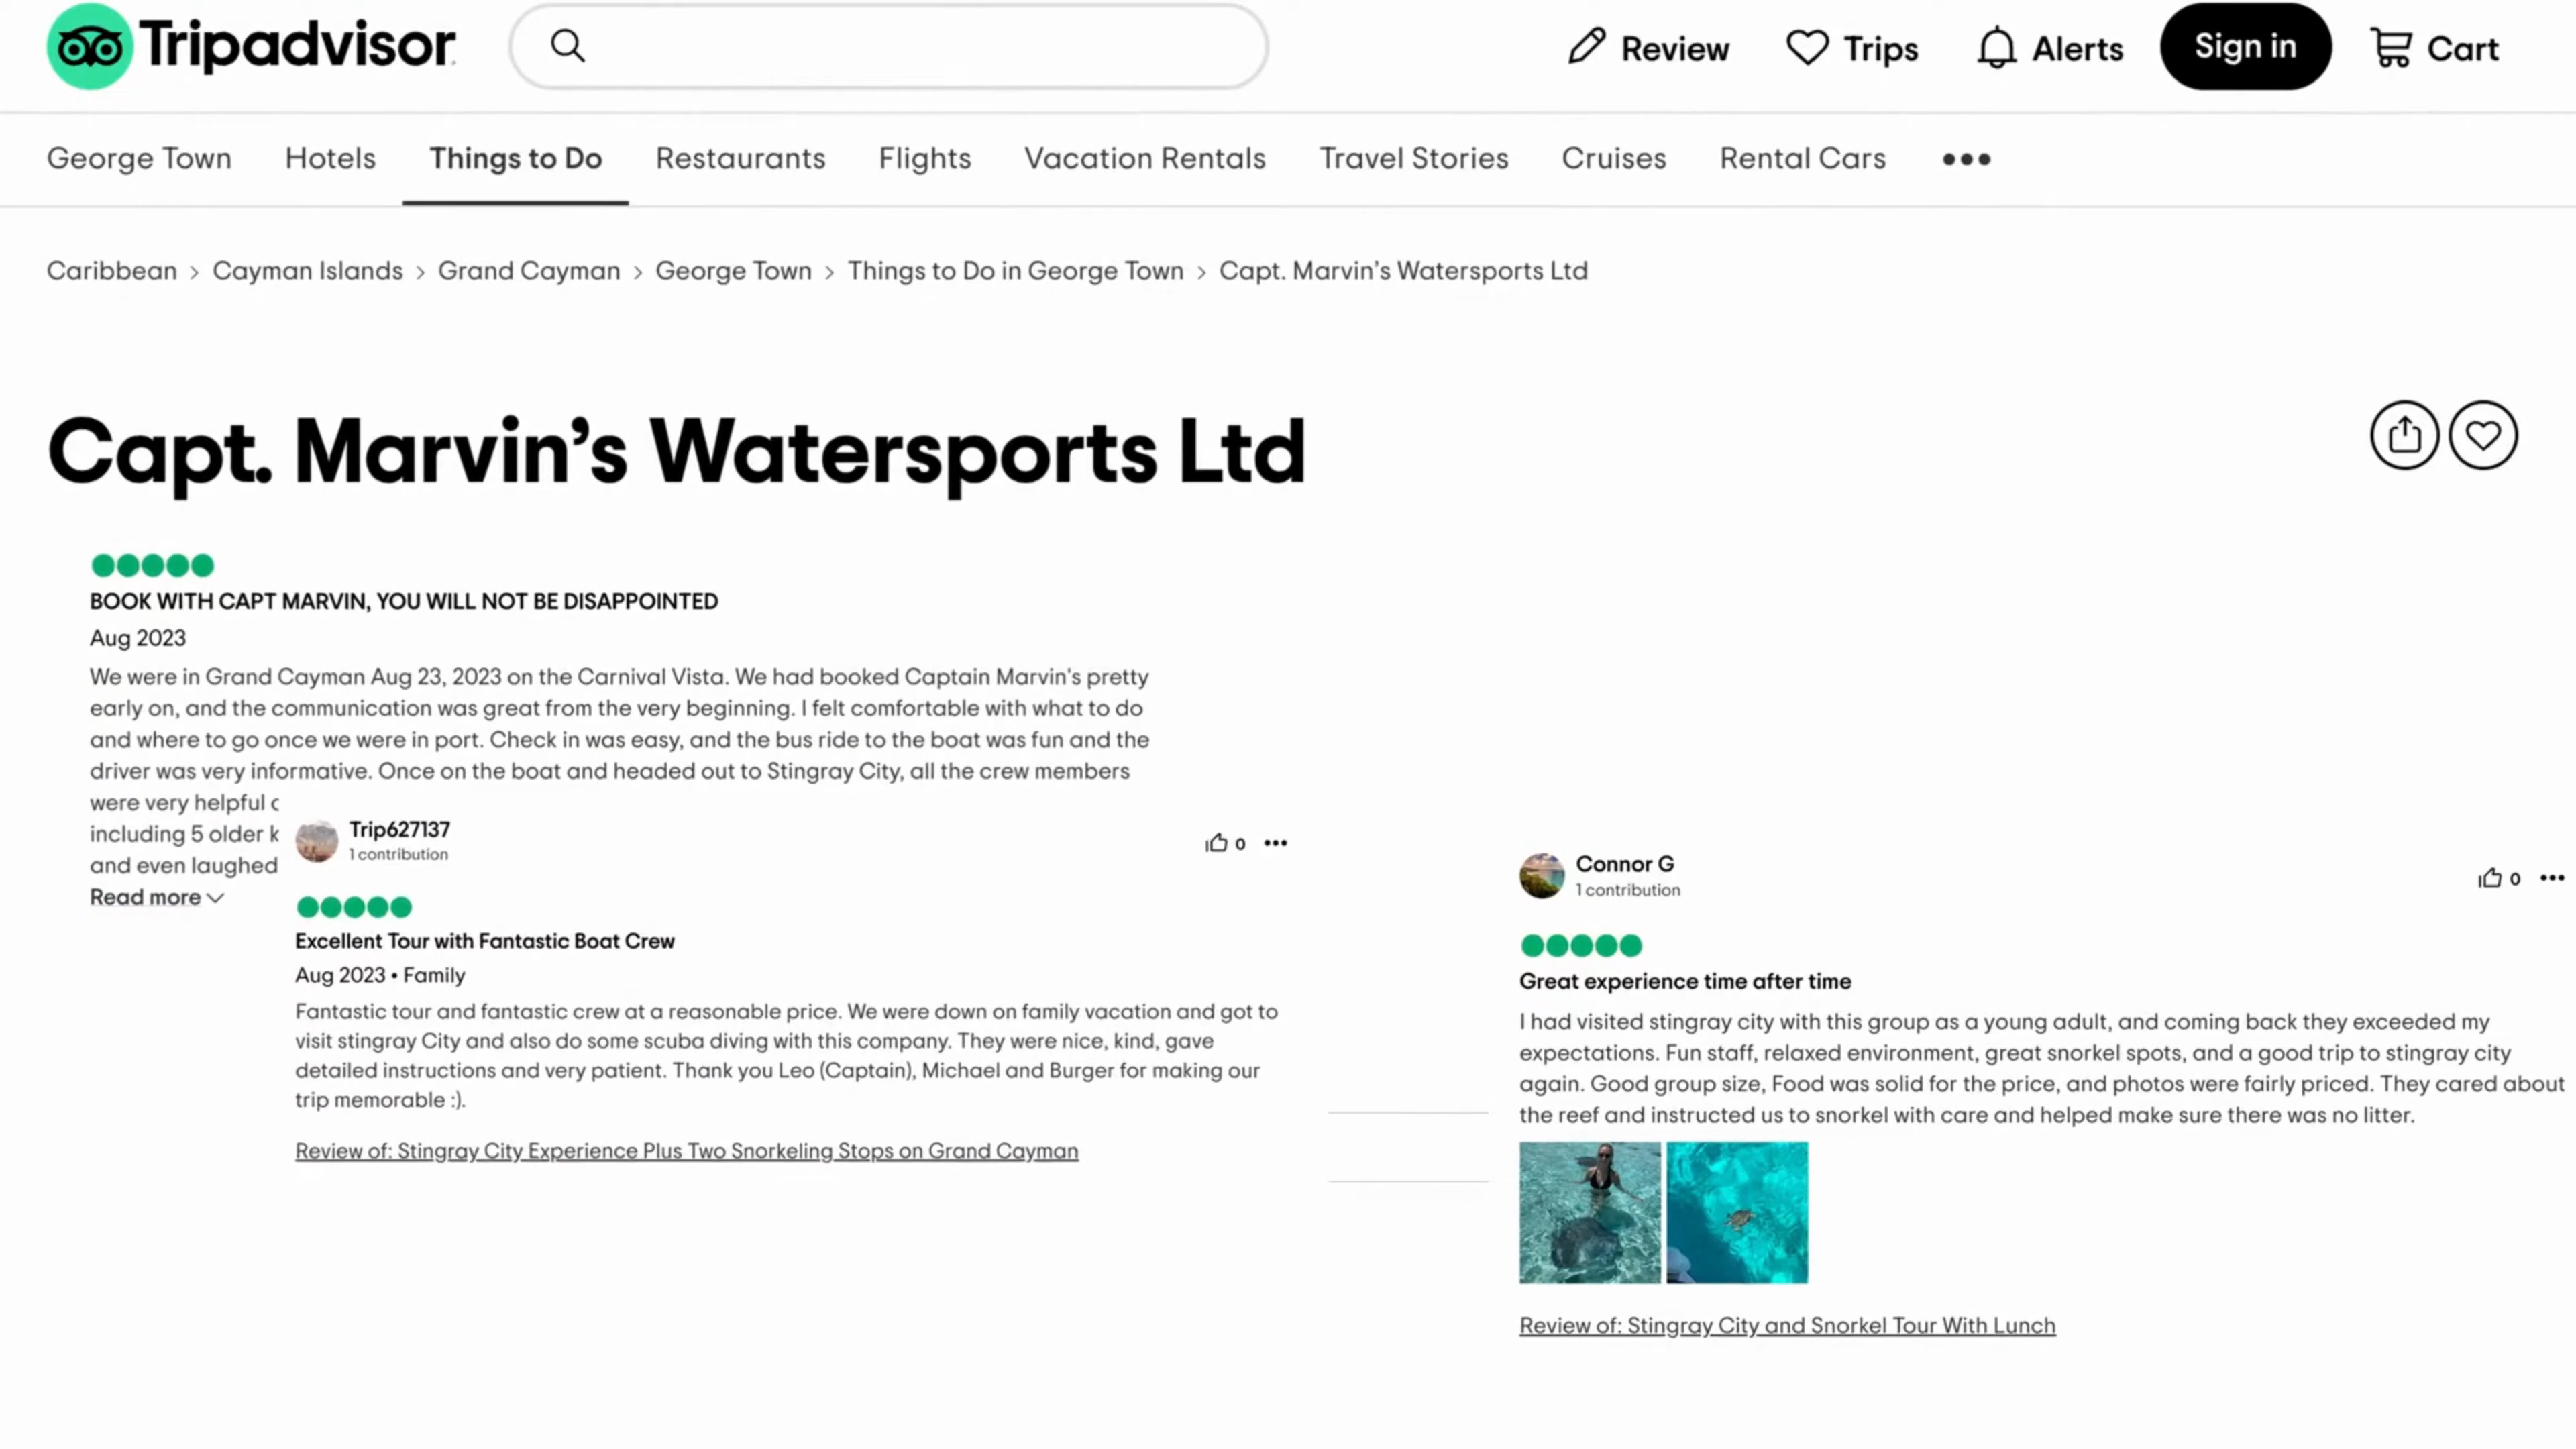 Tripadvisor
Review
Trips
Alerts
Sign in
Cart
George Town
Hotels
Things to Do
Restaurants
Flights
Vacation Rentals
Travel Stories
Cruises
Rental Cars
•••
Caribbean > Cayman Islands > Grand Cayman > George Town > Things to Do in George Town > Capt. Marvin's Watersports Ltd
Capt. Marvin's Watersports Ltd
BOOK WITH CAPT MARVIN, YOU WILL NOT BE DISAPPOINTED
Aug 2023
We were in Grand Cayman Aug 23, 2023 on the Carnival Vista. We had booked Captain Marvin's pretty
early on, and the communication was great from the very beginning. I felt comfortable with what to do
and where to go once we were in port. Check in was easy, and the bus ride to the boat was fun and the
driver was very informative. Once on the boat and headed out to Stingray City, all the crew members
were very helpful
including 5 older
and even laughed
Read more
Trip627137
1 contribution
0 •••
Excellent Tour with Fantastic Boat Crew
Aug 2023 • Family
Fantastic tour and fantastic crew at a reasonable price. We were down on family vacation and got to
visit stingray City and also do some scuba diving with this company. They were nice, kind, gave
detailed instructions and very patient. Thank you Leo (Captain), Michael and Burger for making our
trip memorable :).
Review of: Stingray City Experience Plus Two Snorkeling Stops on Grand Cayman
Connor G
1 contribution
0 •••
Great experience time after time
I had visited stingray city with this group as a young adult, and coming back they exceeded my
expectations. Fun staff, relaxed environment, great snorkel spots, and a good trip to stingray city
again. Good group size, Food was solid for the price, and photos were fairly priced. They cared about
the reef and instructed us to snorkel with care and helped make sure there was no litter.
Review of: Stingray City and Snorkel Tour With Lunch